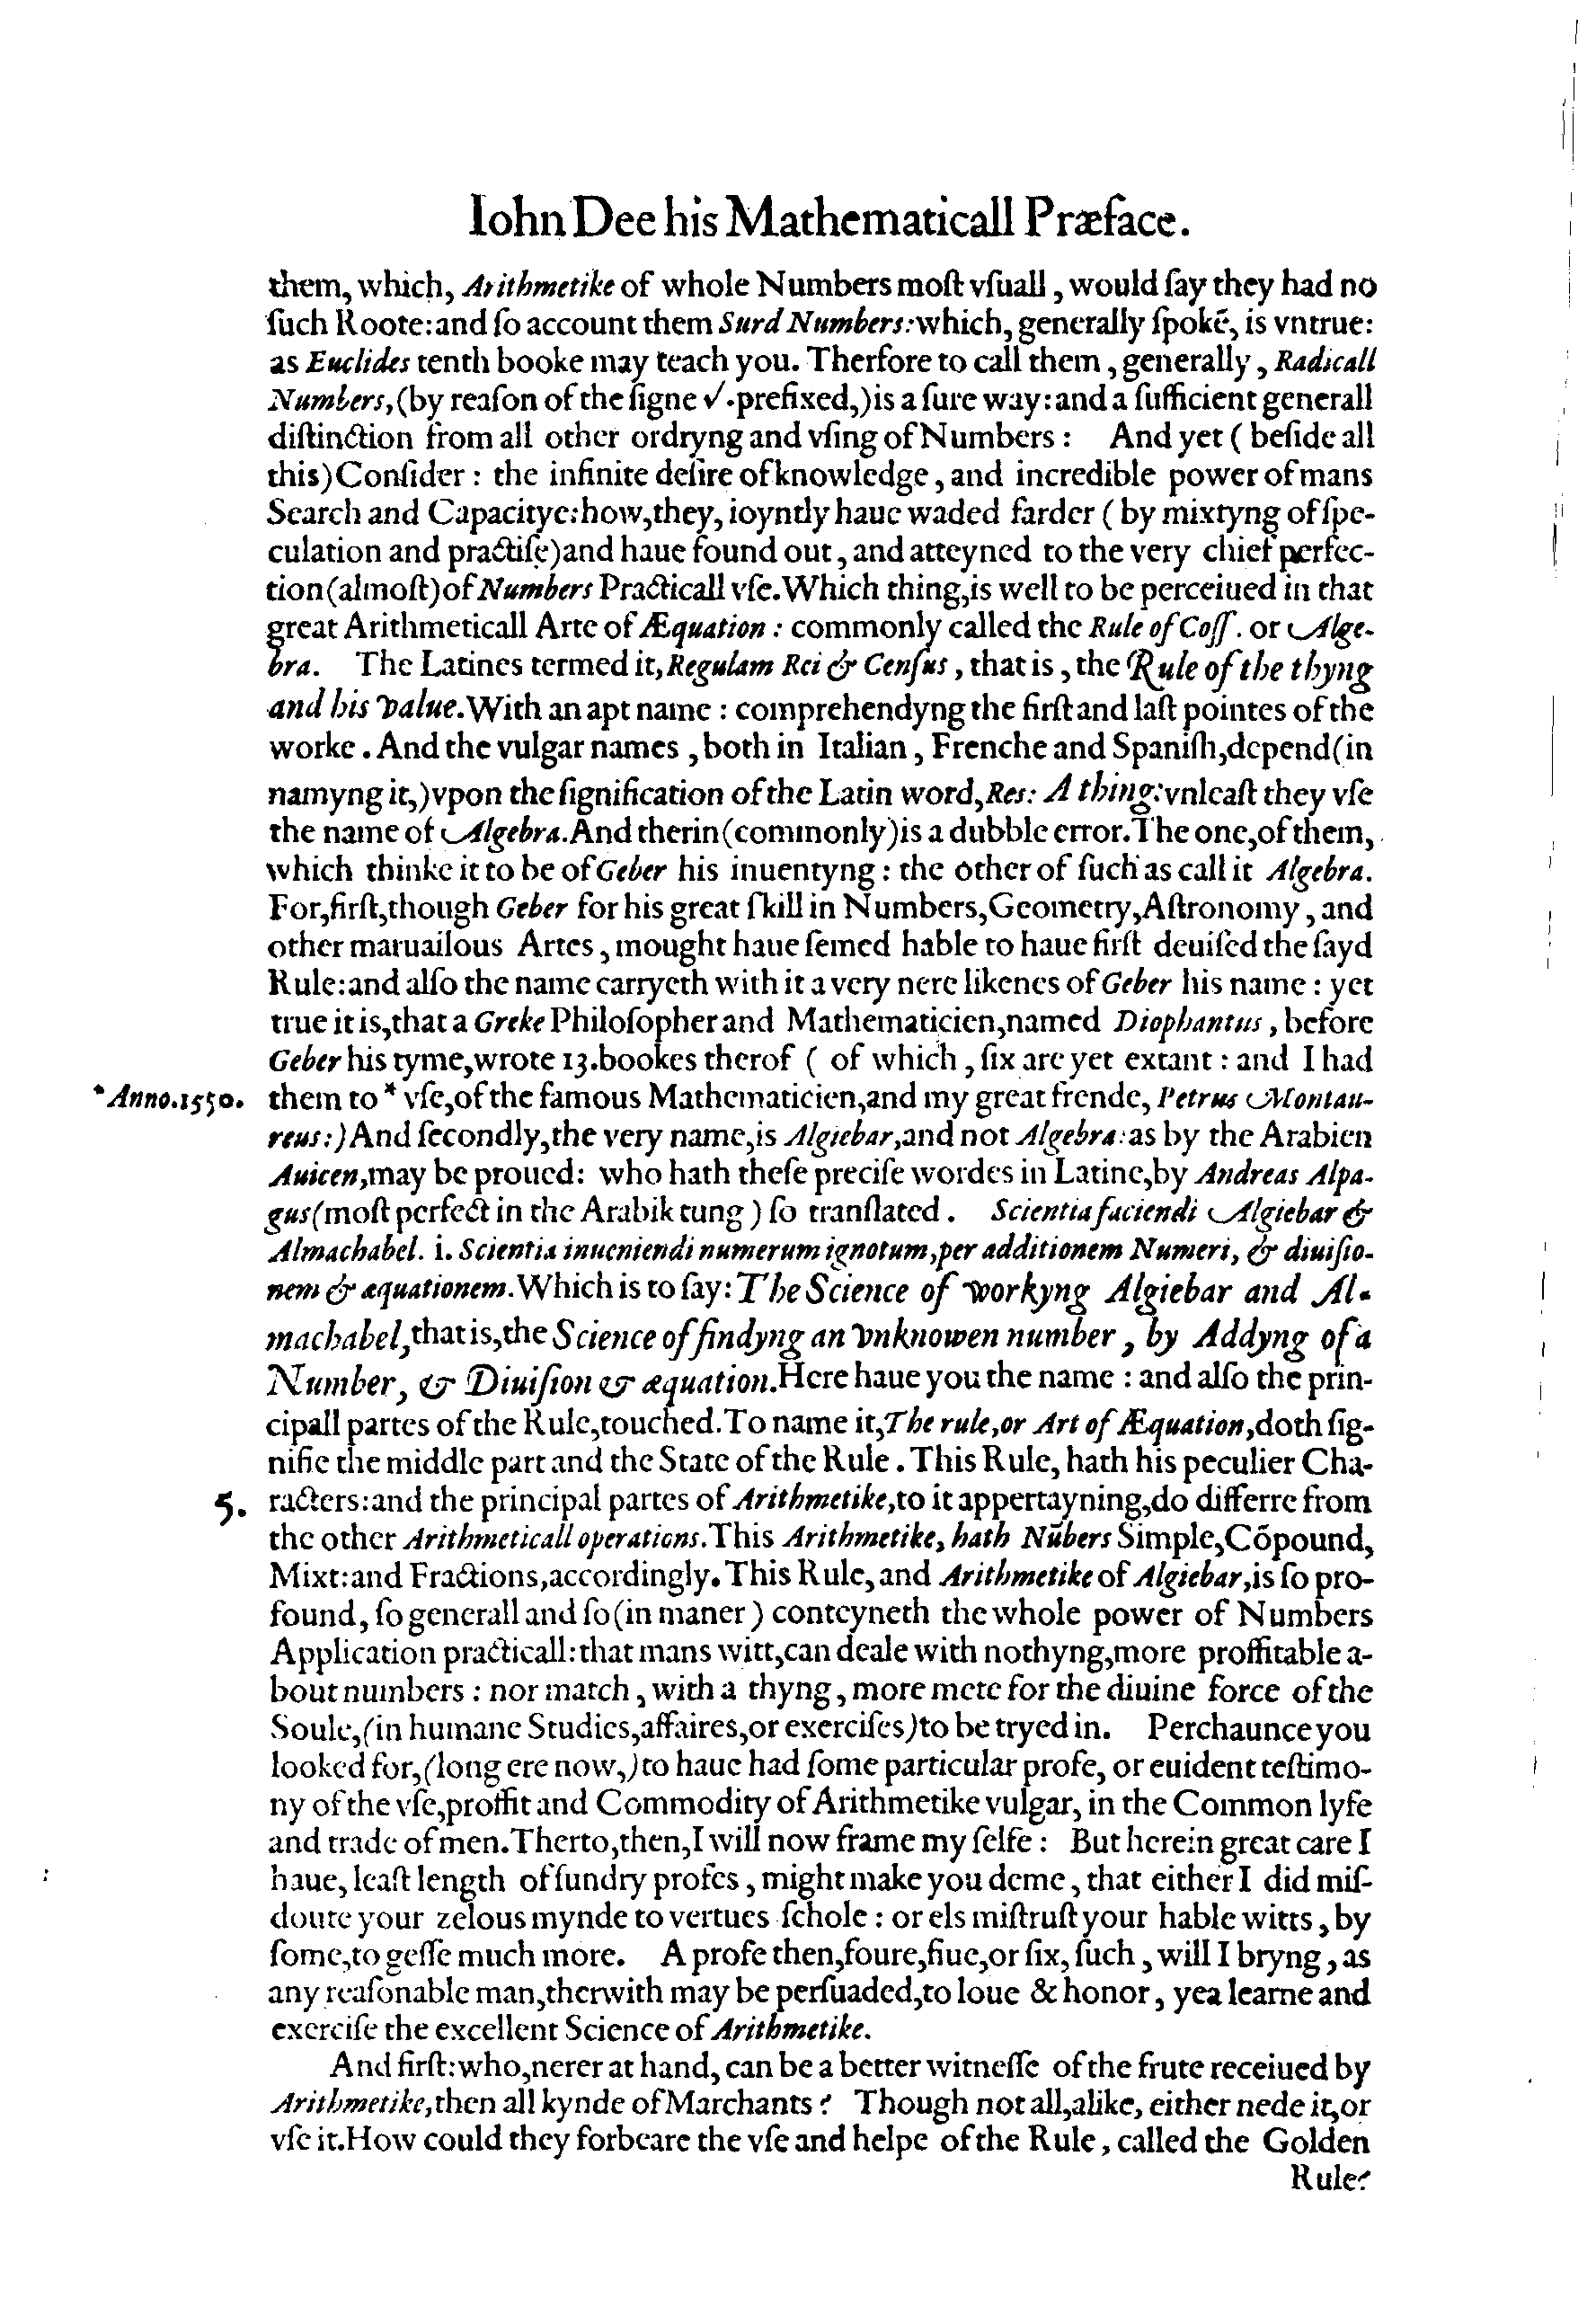 Iohn Dee his Mathematicall Præface.
them, which, Arithmetike of whole Numbers moſt vſuall, would ſay they had no
ſuch Roote: and ſo account them Surd Numbers: which, generally ſpokē, is vntrue:
as Euclides tenth booke may teach you. Therfore to call them, generally, Radicall
Numbers, (by reaſon of the ſigne √. prefixed,) is a ſure way: and a ſufficient generall
diſtinction from all other ordryng and vſing of Numbers: And yet (beſide all
this) Conſider: the infinite deſire of knowledge, and incredible power of mans
Search and Capacitye: how, they, ioyntly haue waded farder (by mixtyng of ſpe-
culation and practiſe) and haue found out, and atteyned to the very chief perfec-
tion (almoſt) of Numbers Practicall vſe. Which thing, is well to be perceiued in that
great Arithmeticall Arte of Æquation: commonly called the Rule of Coſſ. or Alge-
bra. The Latines termed it, Regulam Rei & Cenſus, that is, the Rule of the thyng
and his value. With an apt name: comprehendyng the firſt and laſt pointes of the
worke. And the vulgar names, both in Italian, Frenche and Spaniſh, depend (in
namyng it,) vpon the ſignification of the Latin word, Res: A thing: vnleaſt they vſe
the name of Algebra. And therin (commonly) is a dubble error. The one, of them,
which thinke it to be of Geber his inuentyng: the other of ſuch as call it Algebra.
For, firſt, though Geber for his great ſkill in Numbers, Geometry, Aſtronomy, and
other maruailous Artes, mought haue ſemed hable to haue firſt deuiſed the ſayd
Rule: and alſo the name carryeth with it a very nere likenes of Geber his name: yet
true it is, that a Greke Philoſopher and Mathematicien, named Diophantus, before
Geber his tyme, wrote 13. bookes therof (of which, ſix are yet extant: and I had
*Anno. 1550.
them to * vſe, of the famous Mathematicien, and my great frende, Petrus Montau-
reus:) And ſecondly, the very name, is Algiebar, and not Algebra: as by the Arabien
Auicen, may be proued: who hath theſe preciſe wordes in Latine, by Andreas Alpa-
gus (moſt perfect in the Arabik tung) ſo tranſlated. Scientia faciendi Algiebar &
Almachabel. i. Scientia inueniendi numerum ignotum, per additionem Numeri, & diuiſio-
nem & æquationem. Which is to ſay: The Science of workyng Algiebar and Al-
machabel, that is, the Science of findyng an vnknowen number, by Addyng of a
Number, & Diuiſion & æquation. Here haue you the name: and alſo the prin-
cipall partes of the Rule, touched. To name it, The rule, or Art of Æquation, doth ſig-
nifie the middle part and the State of the Rule. This Rule, hath his peculier Cha-
5.
racters: and the principal partes of Arithmetike, to it appertayning, do differre from
the other Arithmeticall operations. This Arithmetike, hath Nūbers Simple, Cōpound,
Mixt: and Fractions, accordingly. This Rule, and Arithmetike of Algiebar, is ſo pro-
found, ſo generall and ſo (in maner) conteyneth the whole power of Numbers
Application practicall: that mans witt, can deale with nothyng, more proffitable a-
bout numbers: nor match, with a thyng, more mete for the diuine force of the
Soule, (in humane Studies, affaires, or exerciſes) to be tryed in. Perchaunce you
looked for, (long ere now,) to haue had ſome particular profe, or euident teſtimo-
ny of the vſe, proffit and Commodity of Arithmetike vulgar, in the Common lyfe
and trade of men. Therto, then, I will now frame my ſelfe: But herein great care I
haue, leaſt length of ſundry profes, might make you deme, that either I did miſ-
doute your zelous mynde to vertues ſchole: or els miſtruſt your hable witts, by
ſome, to geſſe much more. A profe then, foure, fiue, or ſix, ſuch, will I bryng, as
any reaſonable man, therwith may be perſuaded, to loue & honor, yea learne and
exerciſe the excellent Science of Arithmetike.
And firſt: who, nerer at hand, can be a better witneſſe of the frute receiued by
Arithmetike, then all kynde of Marchants? Though not all, alike, either nede it, or
vſe it. How could they forbeare the vſe and helpe of the Rule, called the Golden
Rule?